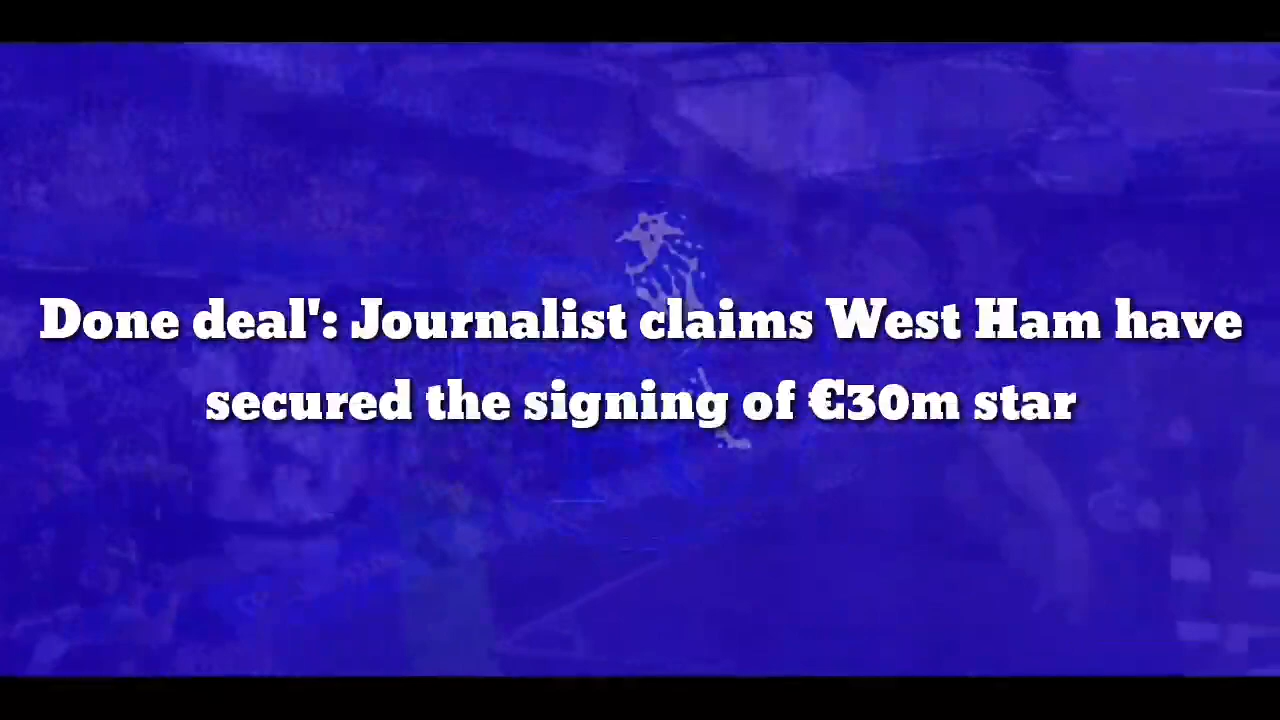 Done deal': Journalist claims West Ham have
secured the signing of €30m star